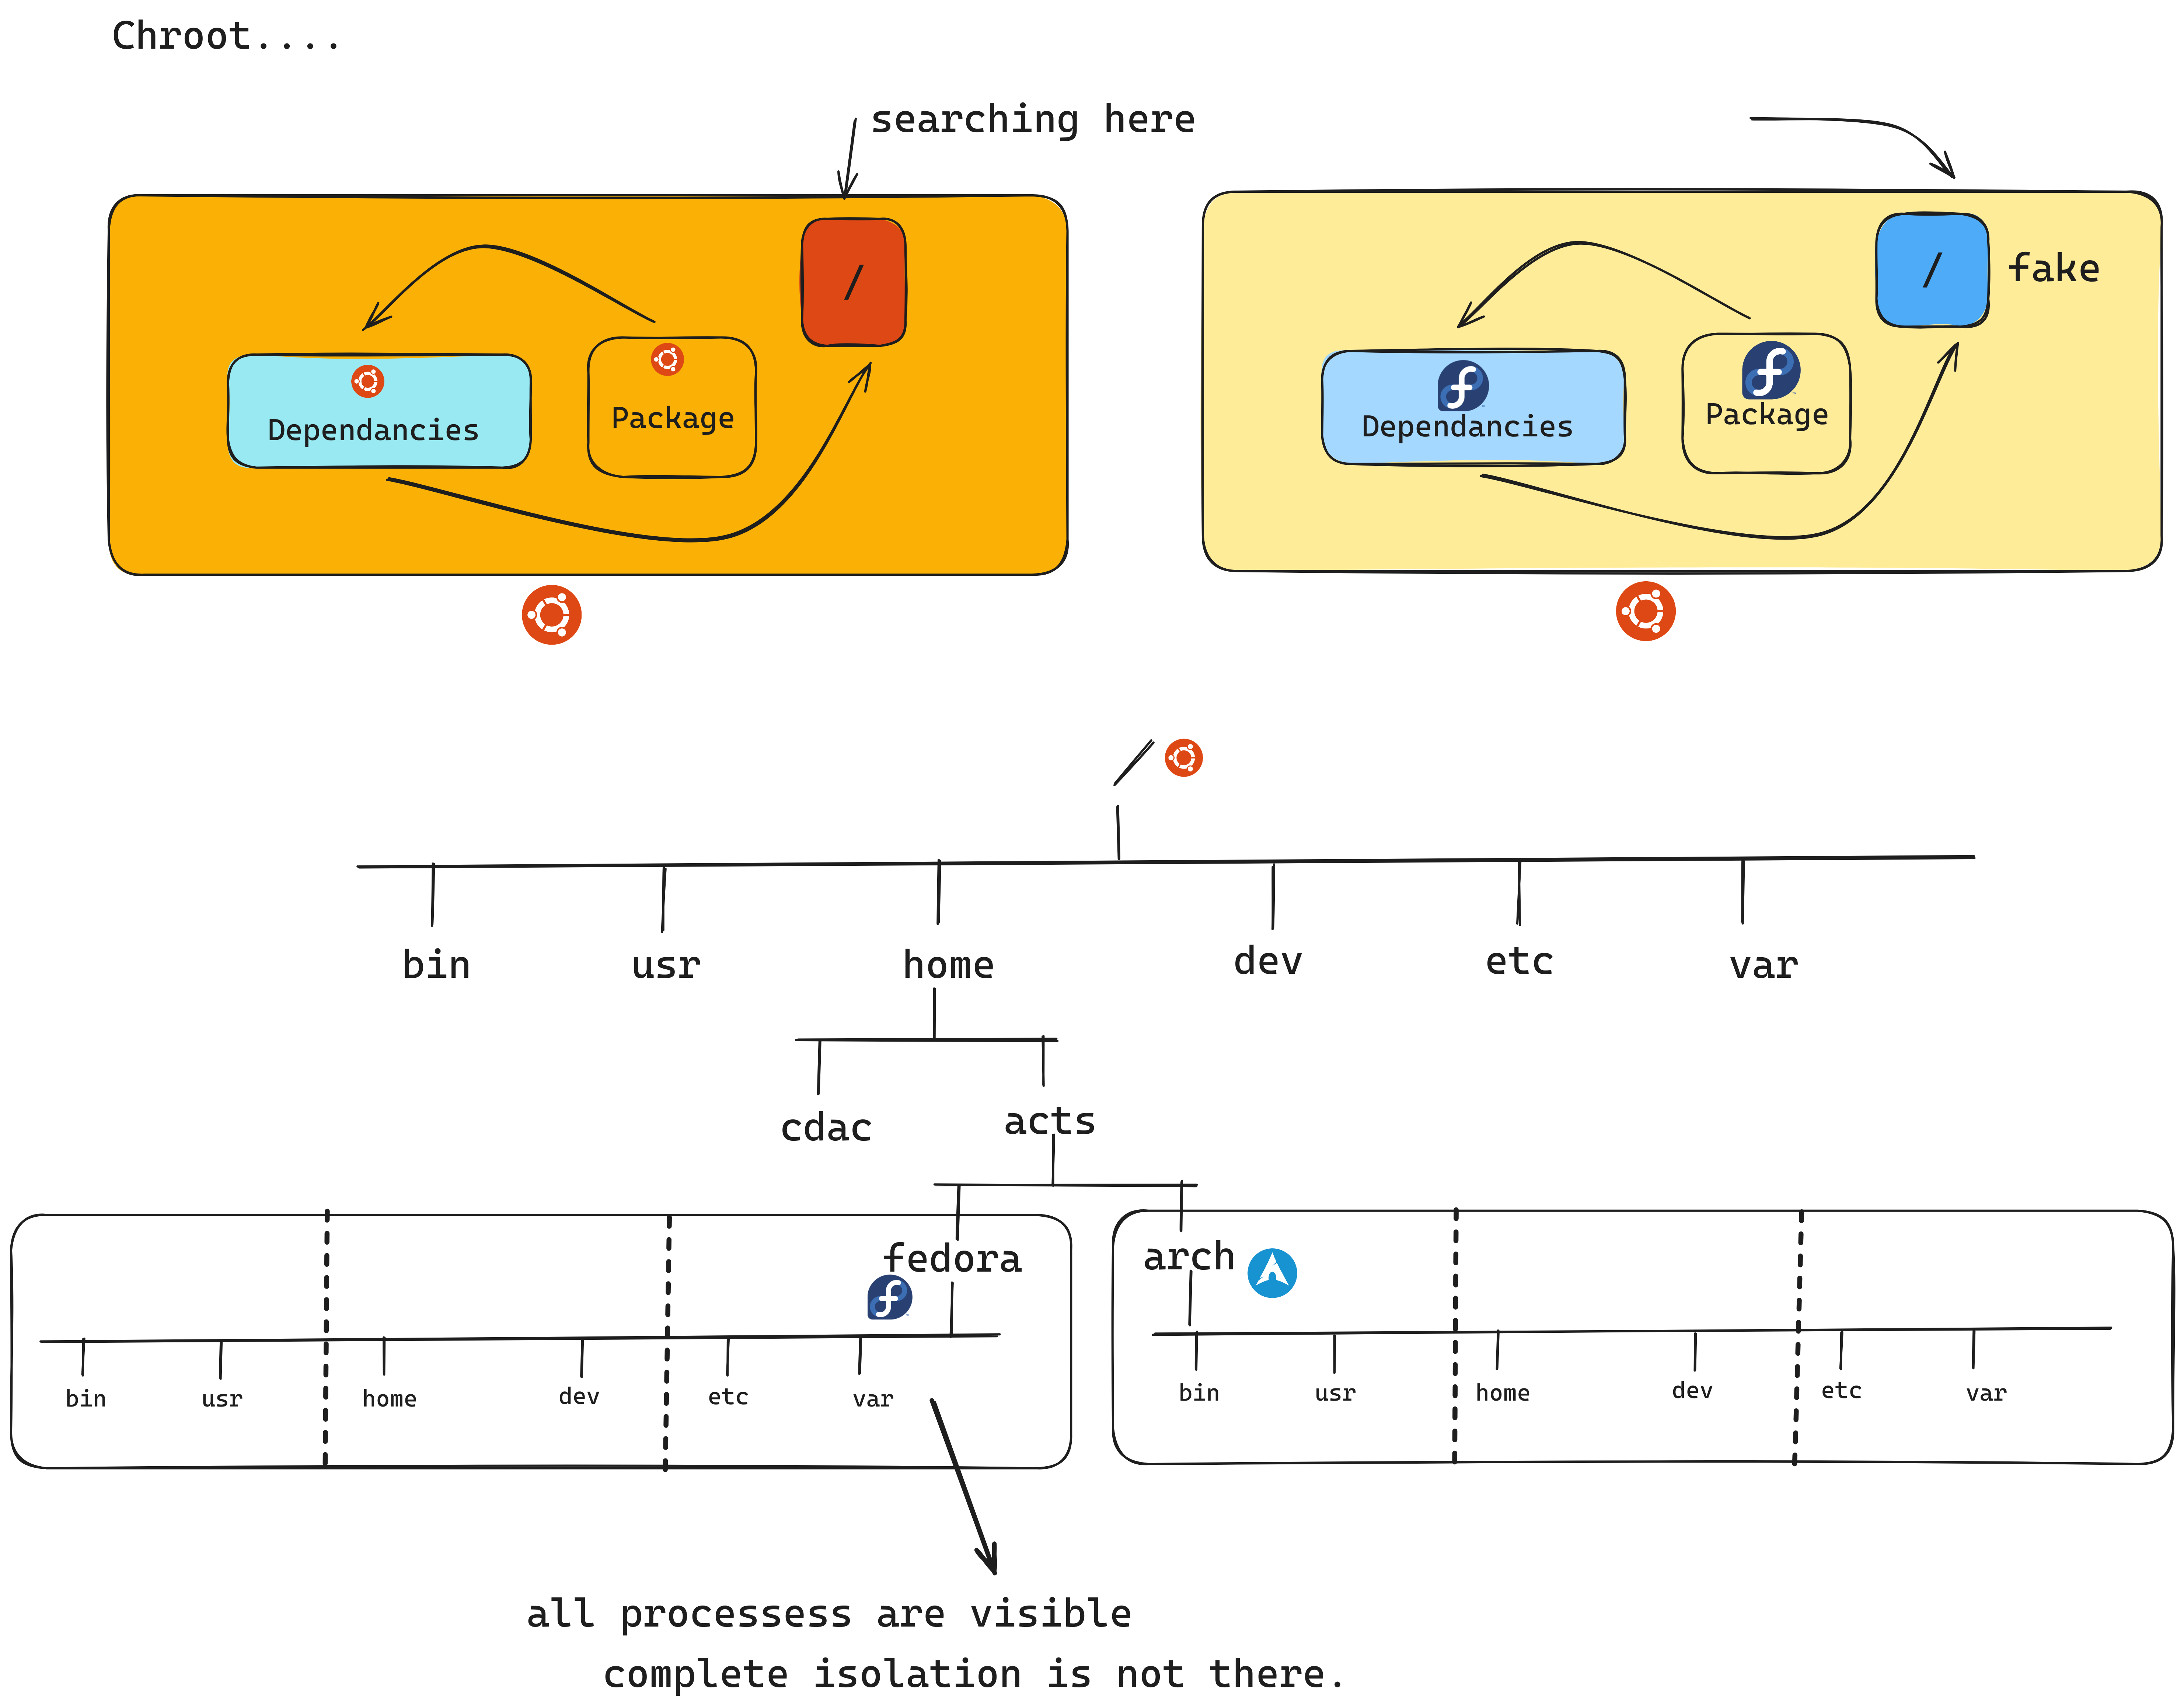 Chroot....
searching here
/
/
fake
Dependancies
Package
Dependancies
Package
/
bin usr home dev etc var
cdac acts
fedora
arch
bin usr home dev etc var
bin usr home dev etc var
all processess are visible
complete isolation is not there.